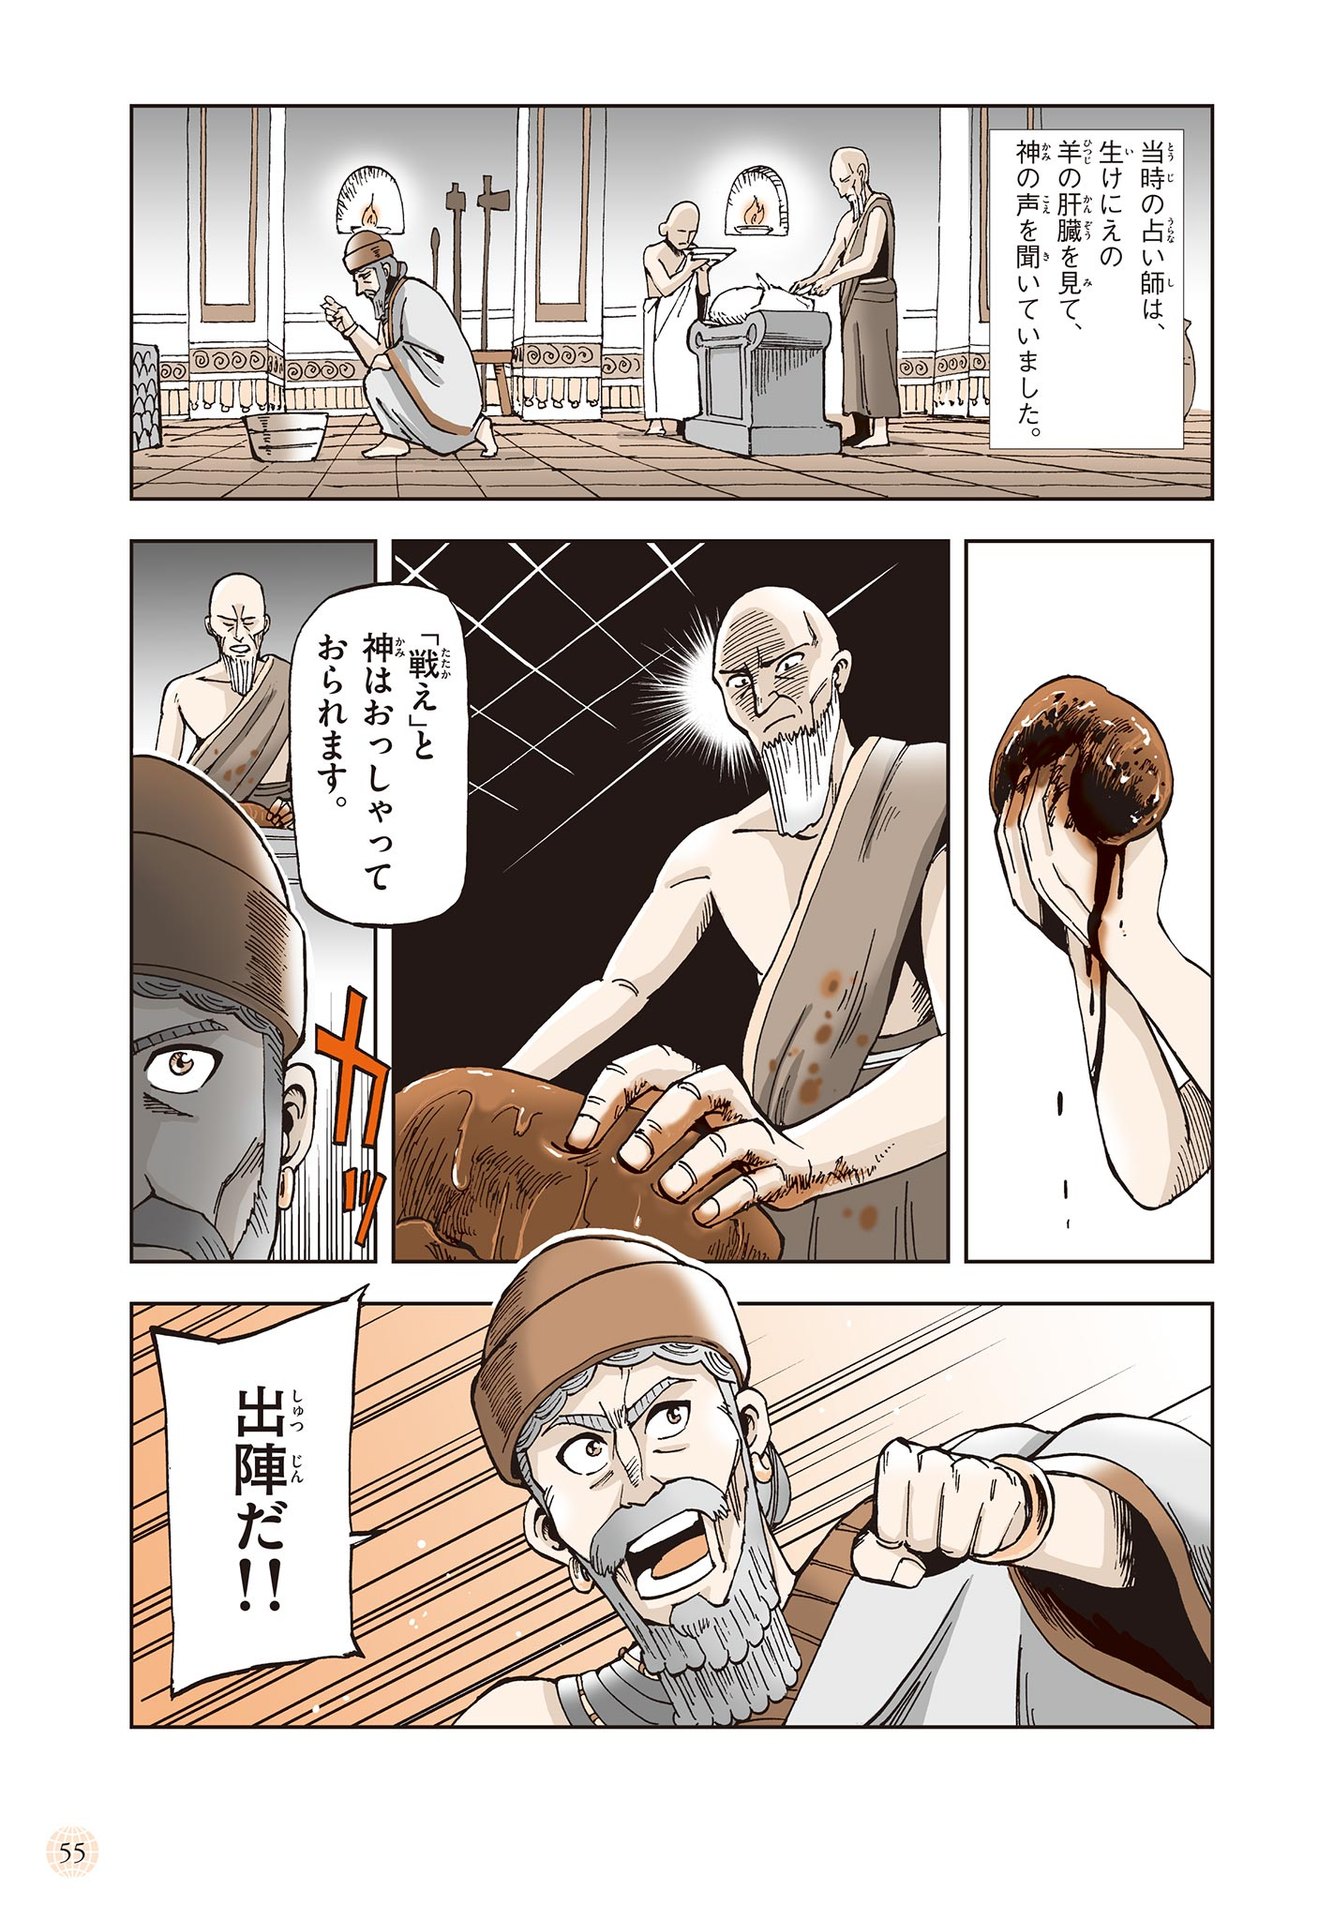 当時の占い師は、
生けにえの
羊の肝臓を見て、
神の声を聞いていました。
「戦え」と
神はおっしゃって
おられます。
カッ
出陣だ!!
55